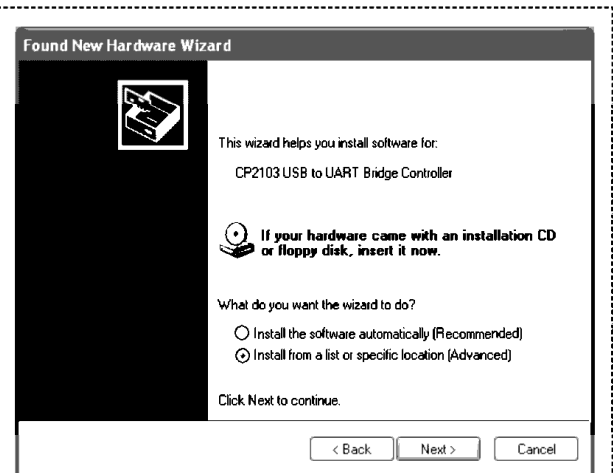 Found New Hardware Wizard
This wizard helps you install software for:
CP2103 USB to UART Bridge Controller
If your hardware came with an installation CD
or floppy disk, insert it now.
What do you want the wizard to do?
Install the software automatically (Recommended)
Install from a list or specific location (Advanced)
Click Next to continue.
< Back Next > Cancel